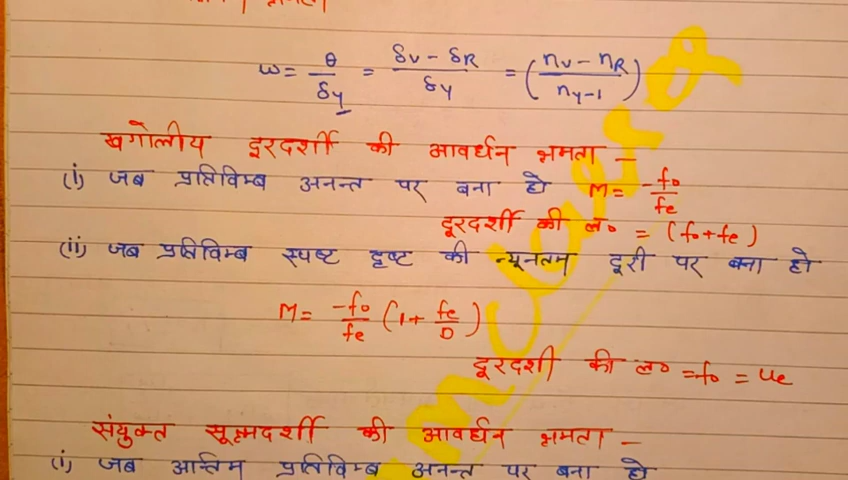 ω = θ/δy = δv - δR/δy = (nv - nR/ny-1)
खगोलीय दूरदर्शी की आवर्धन क्षमता -
(i) जब प्रतिविम्ब अनन्त पर बना हो M = -fo/fe
दूरदर्शी की ल० = (fo+fe)
(ii) जब प्रतिविम्ब स्पष्ट दृष्ट की न्यूनतम दूरी पर बना हो
M = -fo/fe (1+ fe/D)
दूरदर्शी की ल० = fo = ue
संयुक्त सूक्ष्मदर्शी की आवर्धन क्षमता -
(i) जब अन्तिम प्रतिविम्ब अनन्त पर बना हो